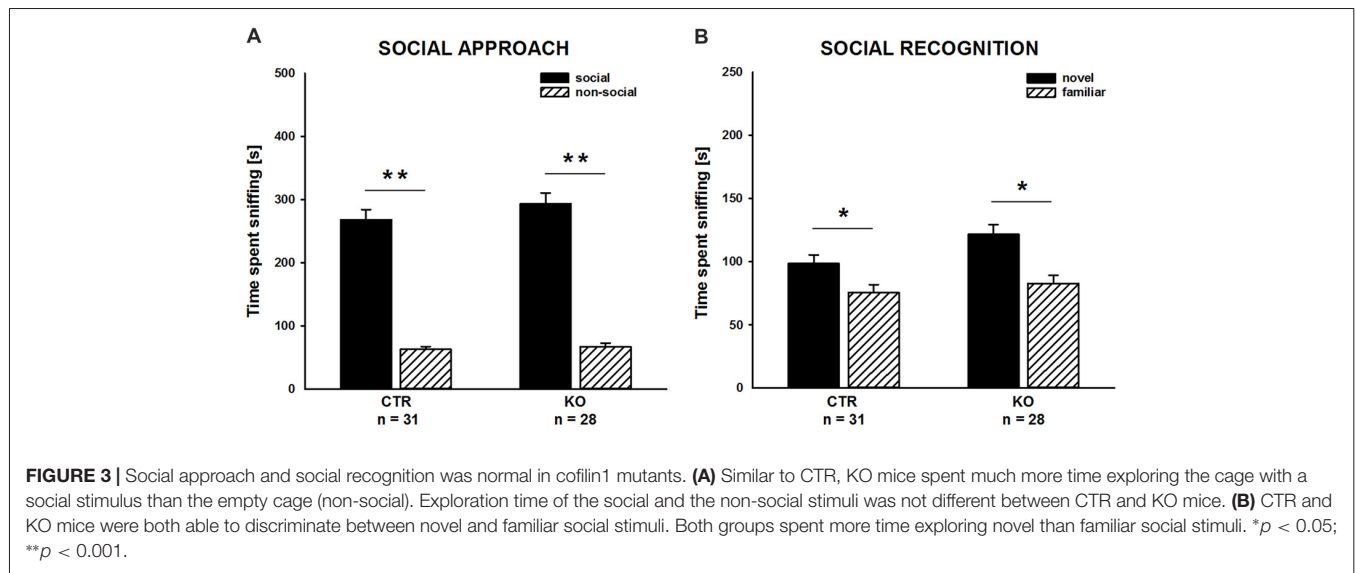 A
SOCIAL APPROACH
500
400
300
200
100
0
Time spent sniffing [s]
social
non-social
**
**
CTR
n = 31
KO
n = 28
B
SOCIAL RECOGNITION
250
200
150
100
50
0
Time spent sniffing [s]
novel
familiar
*
*
CTR
n = 31
KO
n = 28
FIGURE 3 | Social approach and social recognition was normal in cofilin1 mutants. (A) Similar to CTR, KO mice spent much more time exploring the cage with a
social stimulus than the empty cage (non-social). Exploration time of the social and the non-social stimuli was not different between CTR and KO mice. (B) CTR and
KO mice were both able to discriminate between novel and familiar social stimuli. Both groups spent more time exploring novel than familiar social stimuli. *p < 0.05;
**p < 0.001.